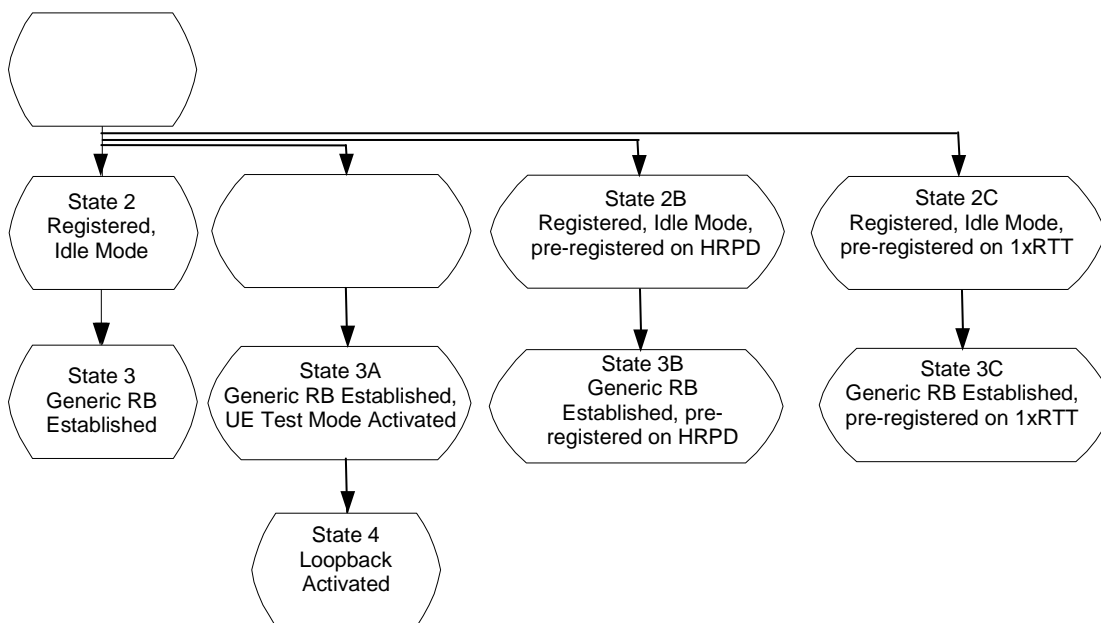 State 2
Registered,
Idle Mode
State 2B
Registered, Idle Mode,
pre-registered on HRPD
State 2C
Registered, Idle Mode,
pre-registered on 1xRTT
State 3
Generic RB
Established
State 3A
Generic RB Established,
UE Test Mode Activated
State 3B
Generic RB
Established, pre-
registered on HRPD
State 3C
Generic RB Established,
pre-registered on 1xRTT
State 4
Loopback
Activated